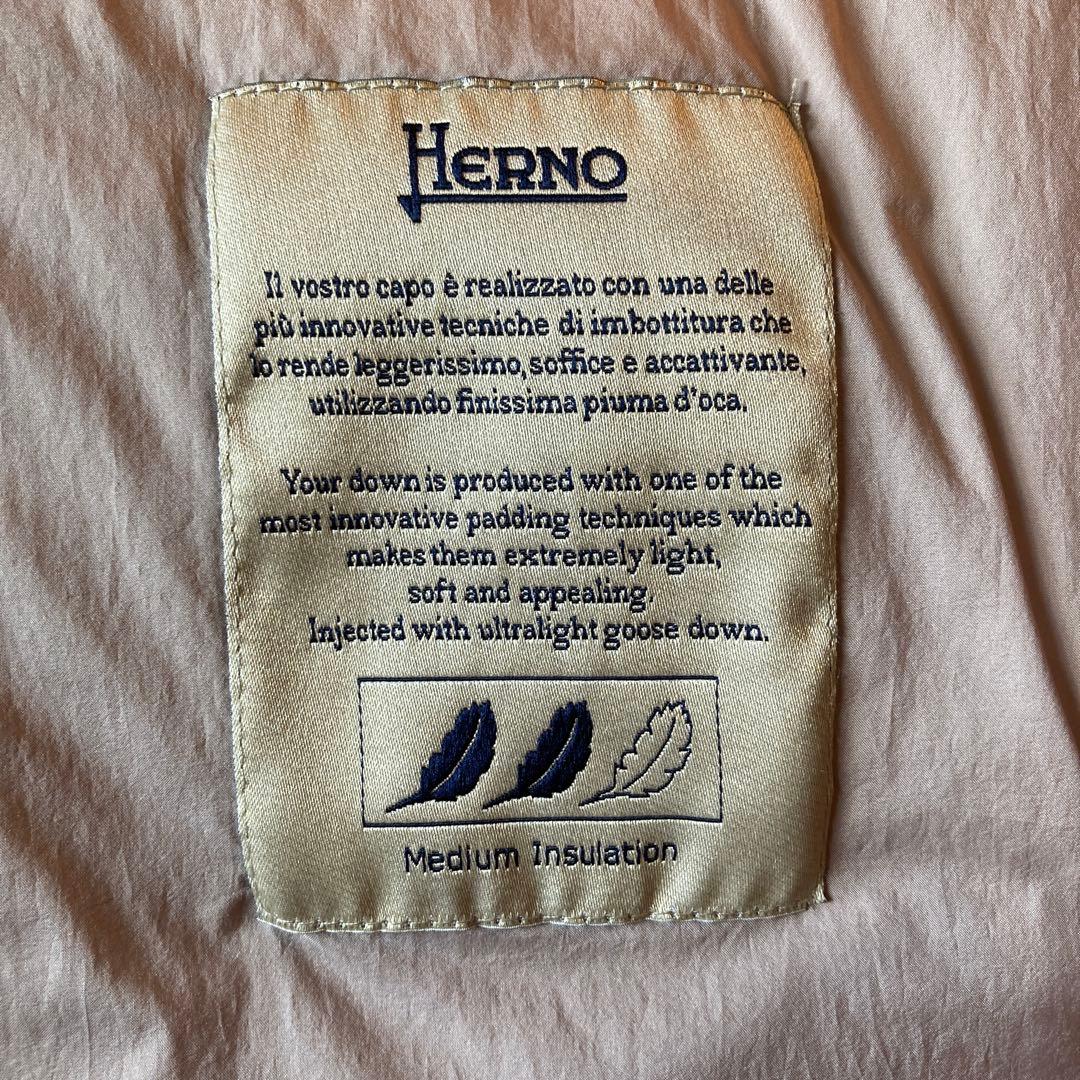 HERNO
Il vostro capo è realizzato con una delle
più innovative tecniche di imbottitura che
lo rende leggerissimo, soffice e accattivante,
utilizzando finissima piuma d'oca.
Your down is produced with one of the
most innovative padding techniques which
makes them extremely light,
soft and appealing.
Injected with ultralight goose down.
Medium Insulation